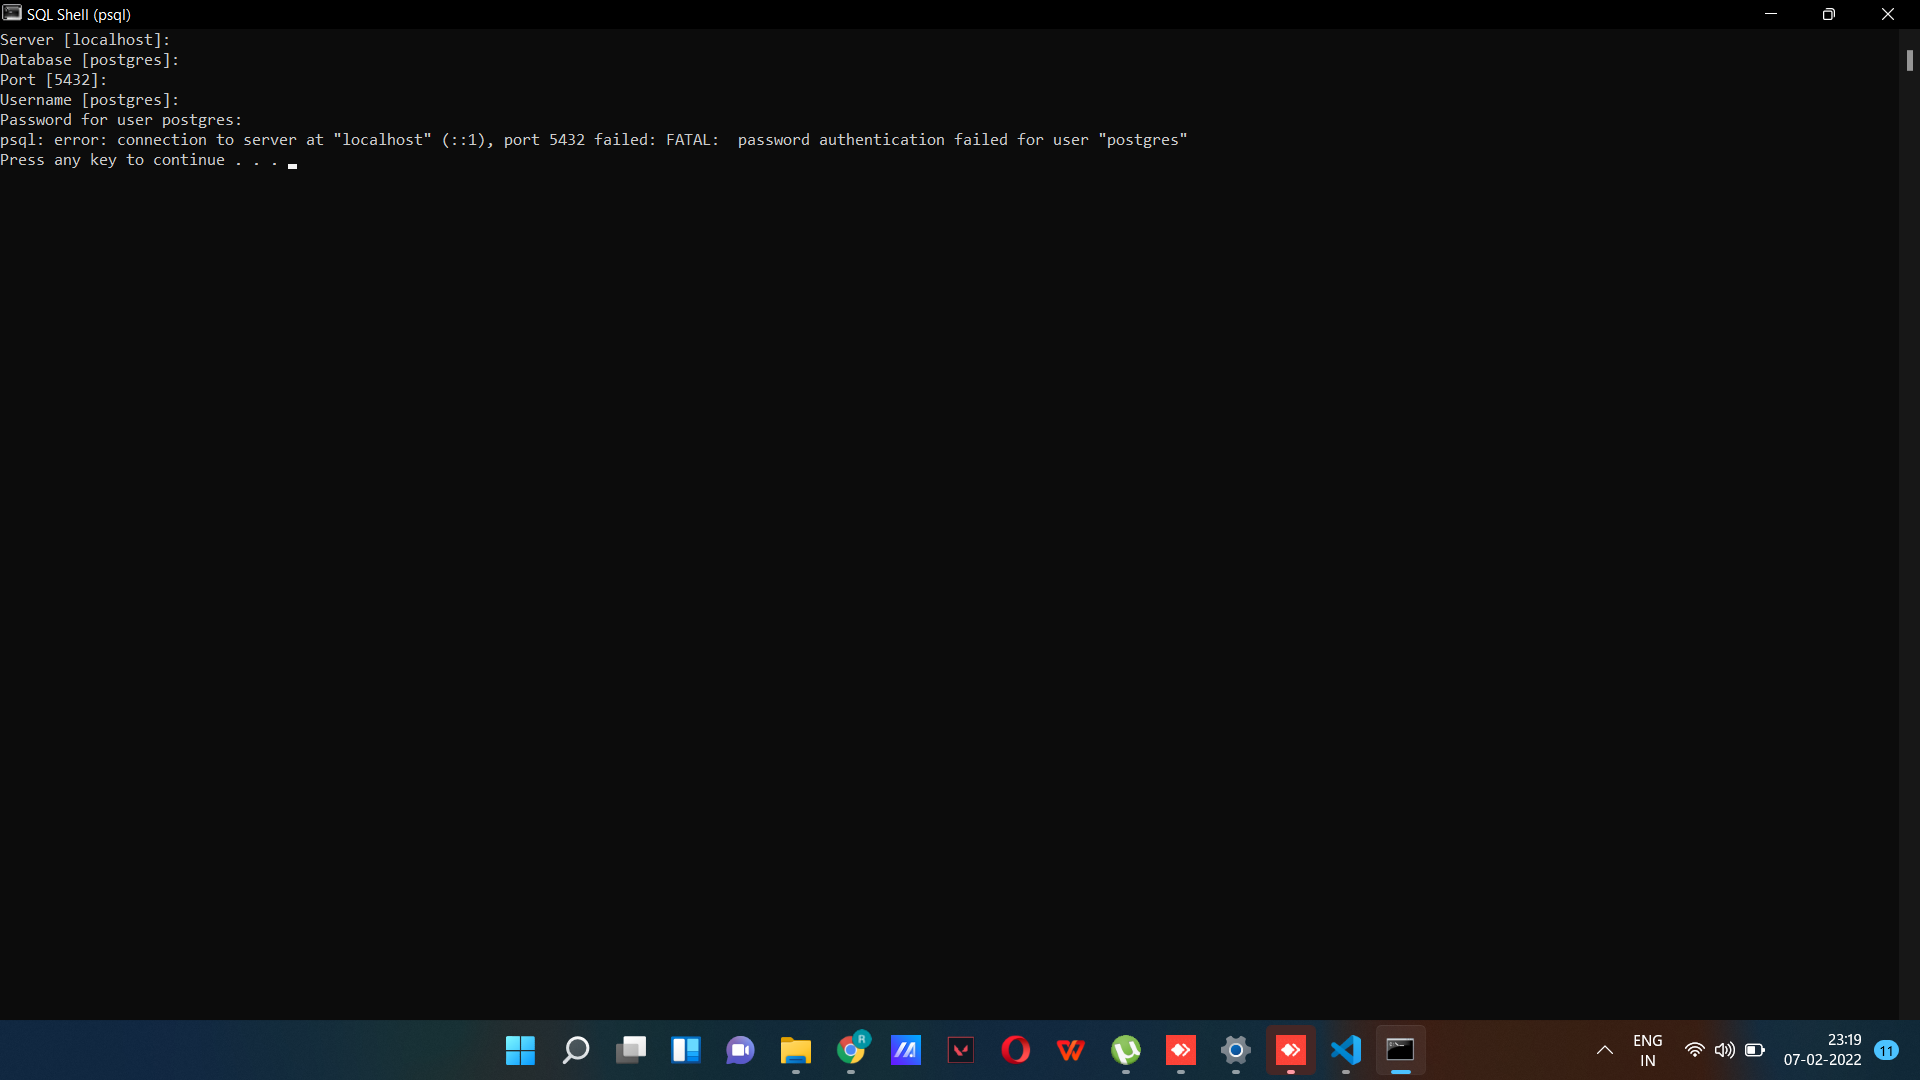 SQL Shell (psql)
Server [localhost]:
Database [postgres]:
Port [5432]:
Username [postgres]:
Password for user postgres:
psql: error: connection to server at "localhost" (::1), port 5432 failed: FATAL:  password authentication failed for user "postgres"
Press any key to continue . . .
R
ENG
IN
23:19
07-02-2022
11